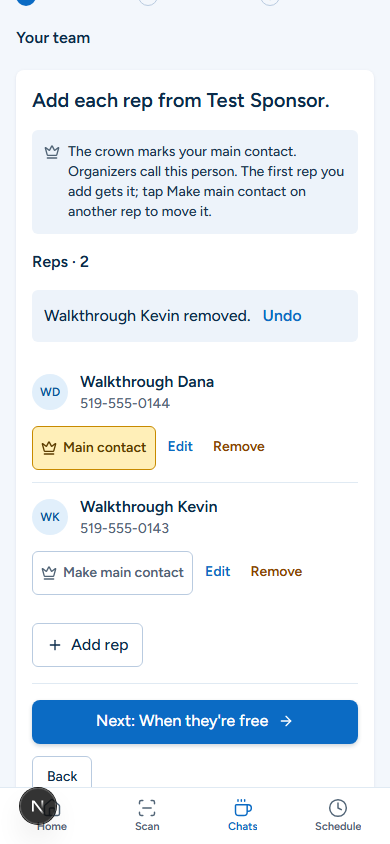 Your team
Add each rep from Test Sponsor.
The crown marks your main contact.
Organizers call this person. The first rep you
add gets it; tap Make main contact on
another rep to move it.
Reps · 2
Walkthrough Kevin removed. Undo
WD
Walkthrough Dana
519-555-0144
Main contact Edit Remove
WK
Walkthrough Kevin
519-555-0143
Make main contact Edit Remove
+ Add rep
Next: When they're free →
Back
N
Home Scan Chats Schedule